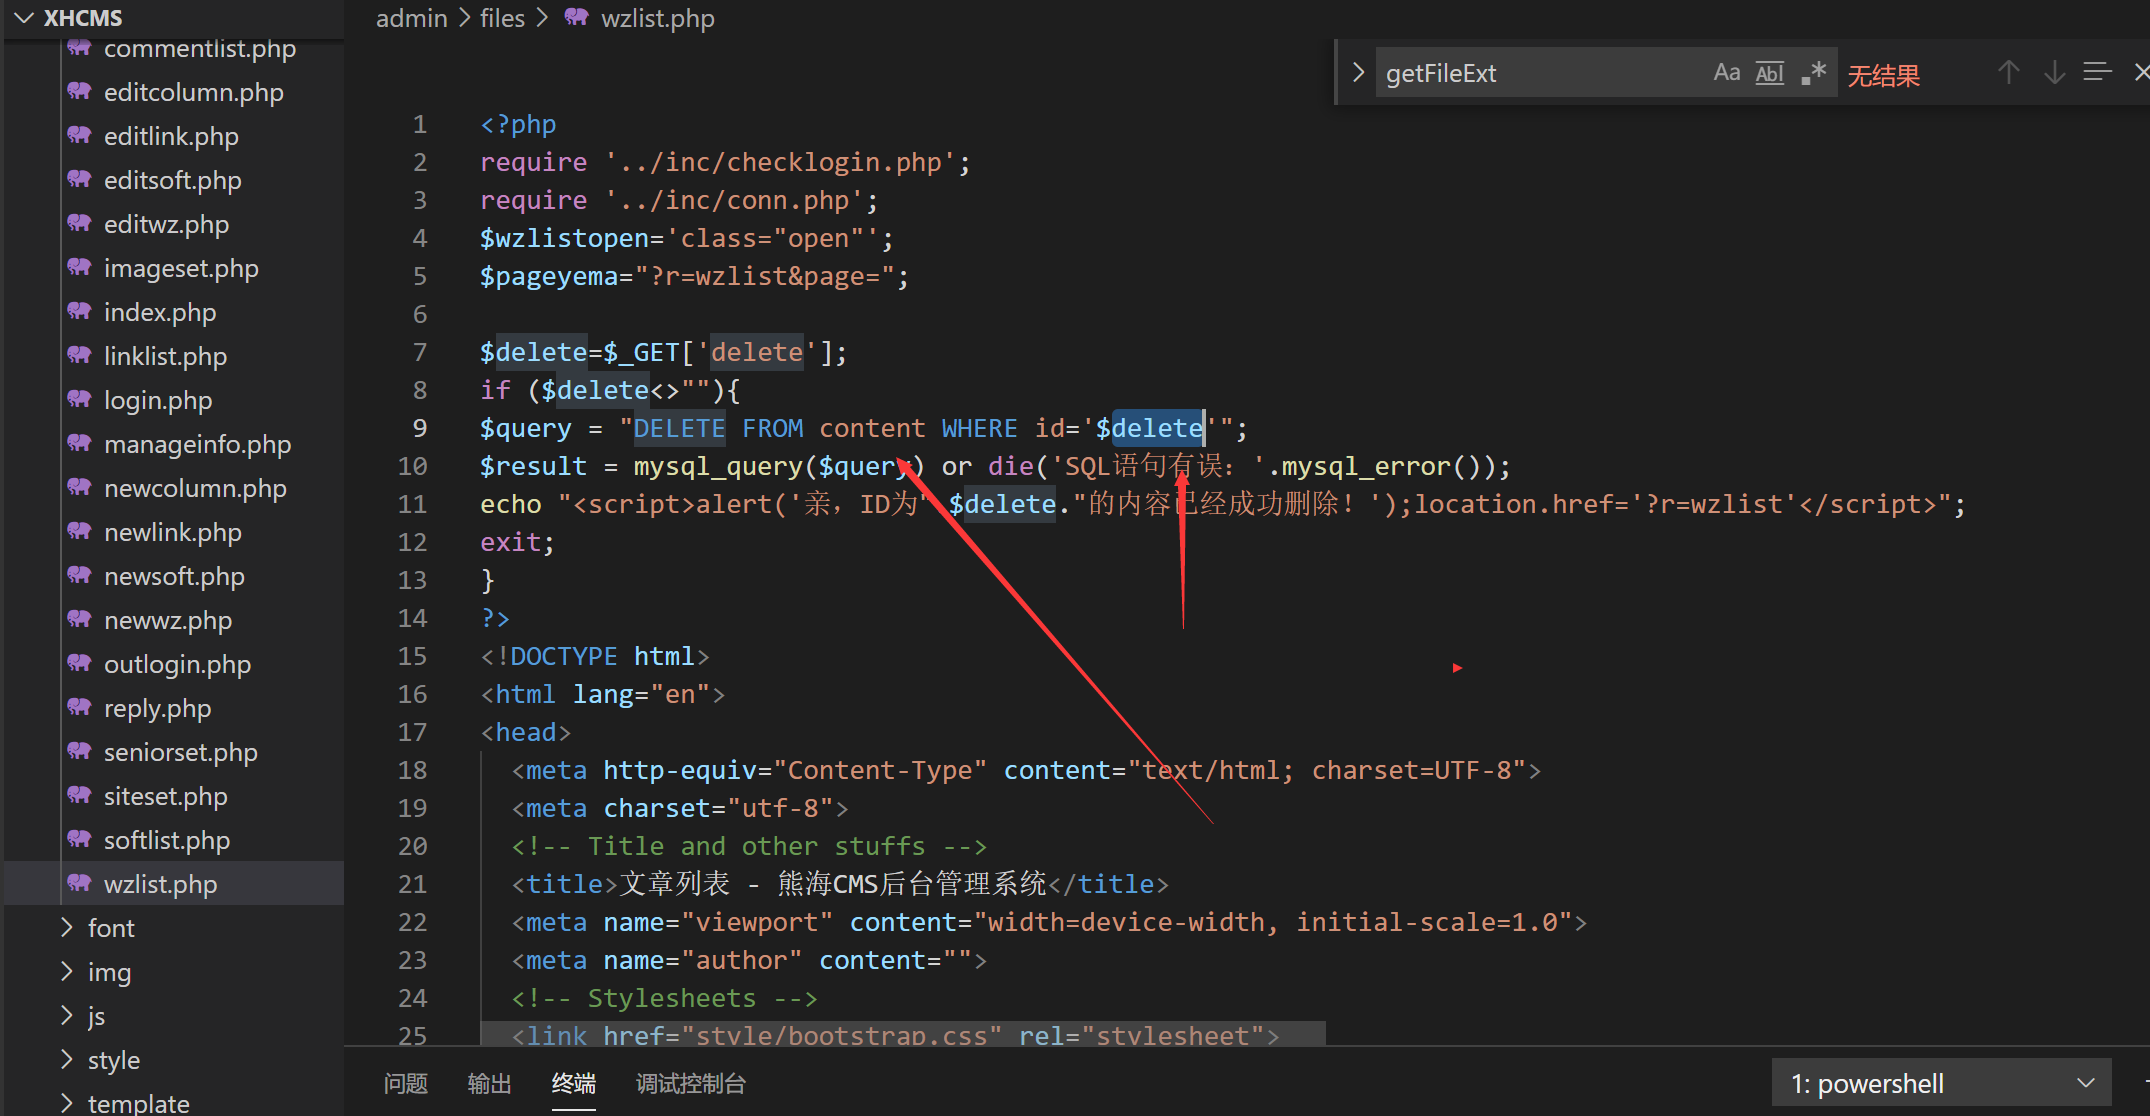 XHCMS
commentlist.php
editcolumn.php
editlink.php
editsoft.php
editwz.php
imageset.php
index.php
linklist.php
login.php
manageinfo.php
newcolumn.php
newlink.php
newsoft.php
newwz.php
outlogin.php
reply.php
seniorset.php
siteset.php
softlist.php
wzlist.php
font
img
js
style
template
admin > files > wzlist.php
getFileExt Aa Abl .* 无结果
1 <?php
2 require '../inc/checklogin.php';
3 require '../inc/conn.php';
4 $wzlistopen='class="open"';
5 $pageyema="?r=wzlist&page=";
6
7 $delete=$_GET['delete'];
8 if ($delete<>""){
9 $query = "DELETE FROM content WHERE id='$delete'";
10 $result = mysql_query($query) or die('SQL语句有误：'.mysql_error());
11 echo "<script>alert('亲，ID为".$delete."的内容已经成功删除！');location.href='?r=wzlist'</script>";
12 exit;
13 }
14 ?>
15 <!DOCTYPE html>
16 <html lang="en">
17 <head>
18 <meta http-equiv="Content-Type" content="text/html; charset=UTF-8">
19 <meta charset="utf-8">
20 <!-- Title and other stuffs -->
21 <title>文章列表 - 熊海CMS后台管理系统</title>
22 <meta name="viewport" content="width=device-width, initial-scale=1.0">
23 <meta name="author" content="">
24 <!-- Stylesheets -->
25 <link href="style/bootstrap.css" rel="stylesheet">
问题 输出 终端 调试控制台 1: powershell